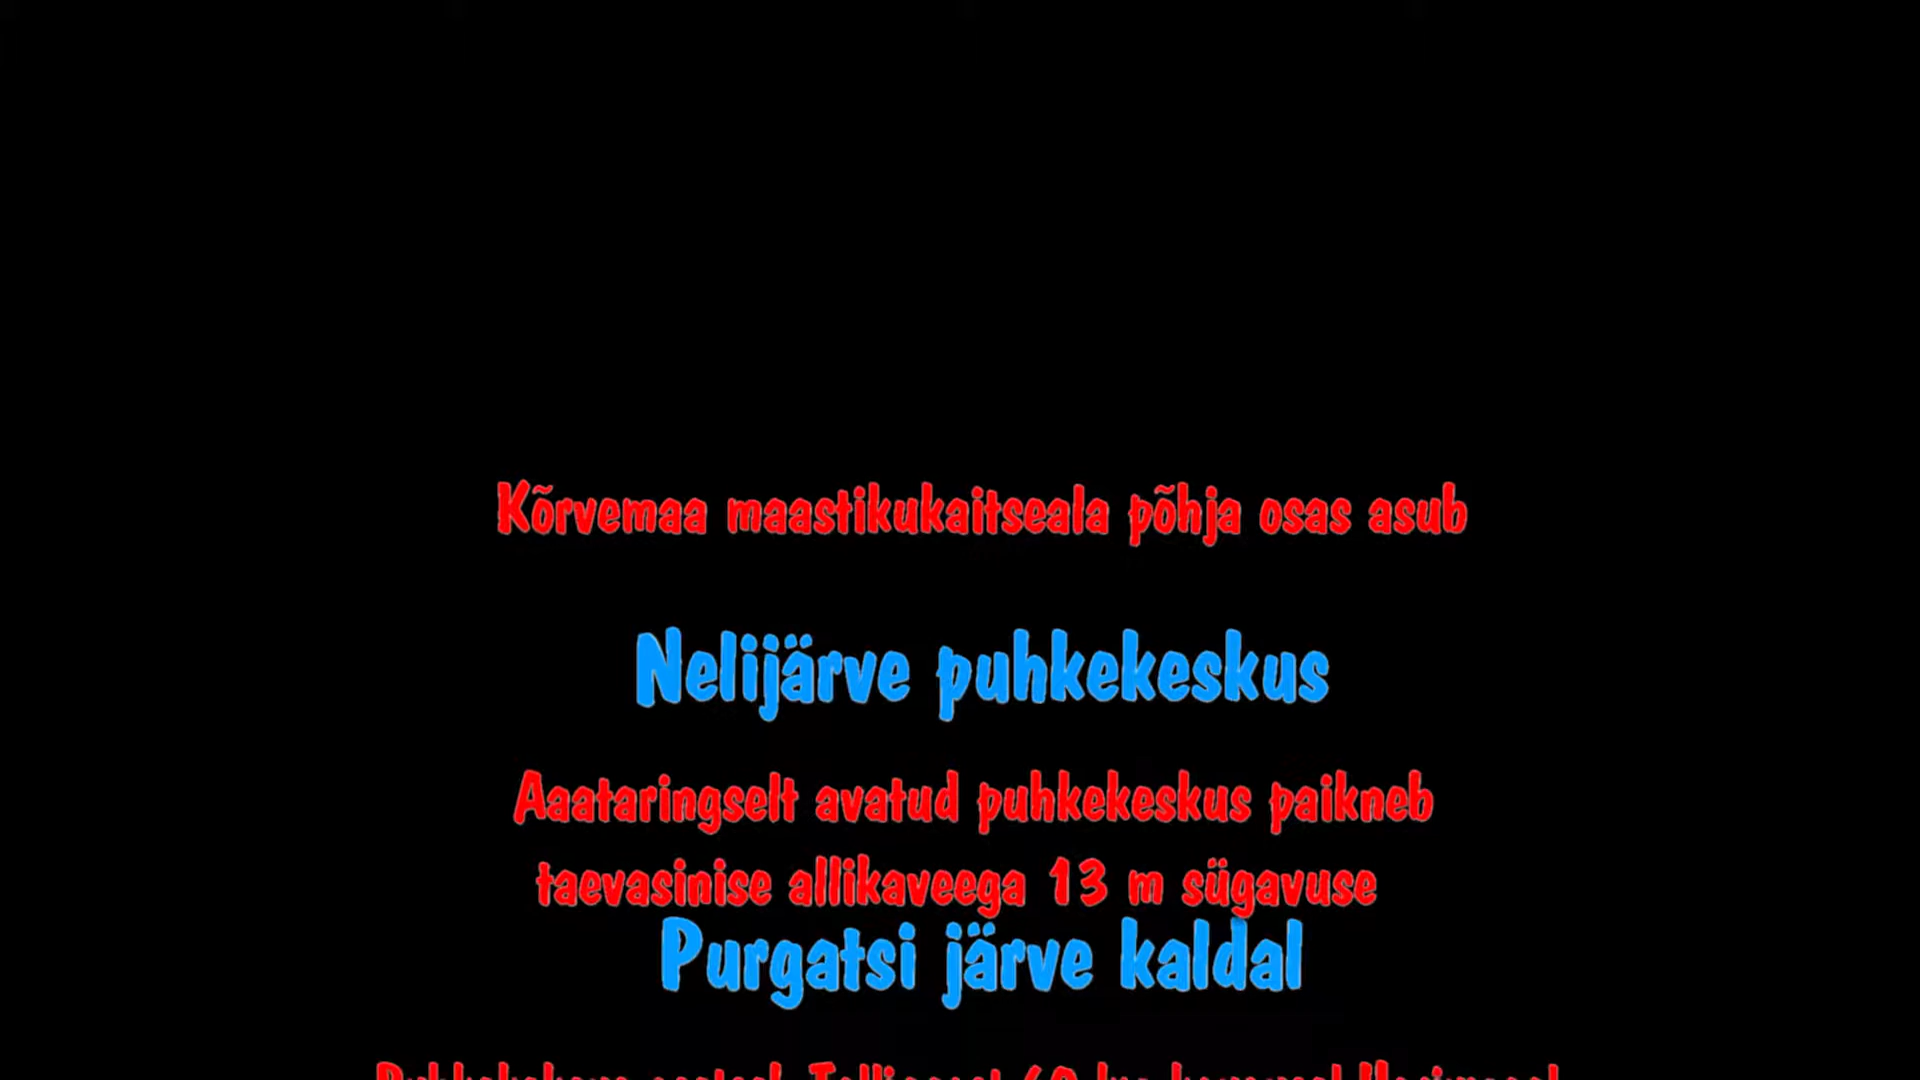 Kõrvemaa maastikukaitseala põhja osas asub
Nelijärve puhkekeskus
Aaataringselt avatud puhkekeskus paikneb
taevasinise allikaveega 13 m sügavuse
Purgatsi järve kaldal